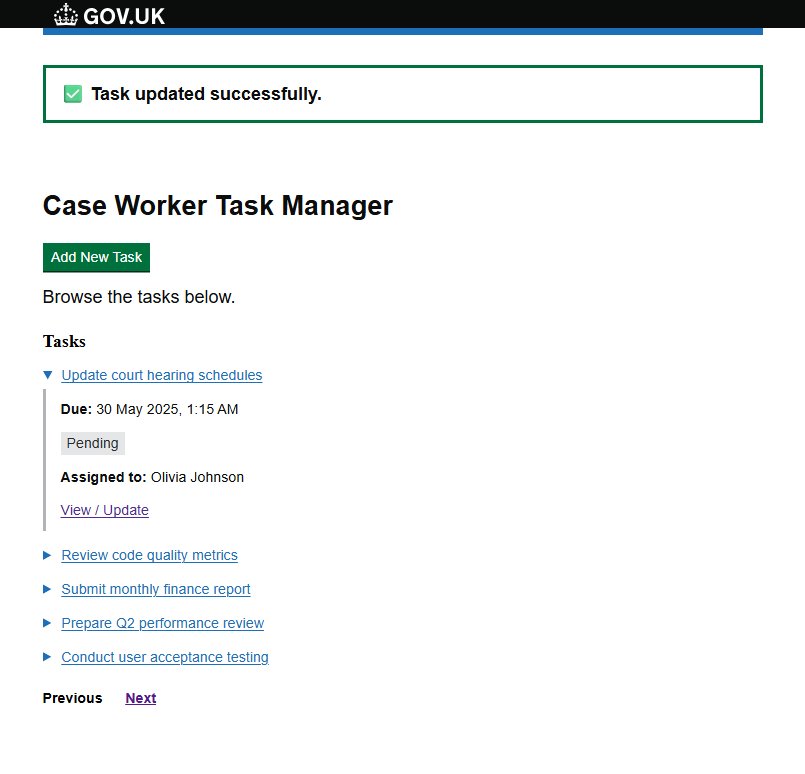 GOV.UK
✅ Task updated successfully.
Case Worker Task Manager
Add New Task
Browse the tasks below.
Tasks
▼ Update court hearing schedules
Due: 30 May 2025, 1:15 AM
Pending
Assigned to: Olivia Johnson
View / Update
▶ Review code quality metrics
▶ Submit monthly finance report
▶ Prepare Q2 performance review
▶ Conduct user acceptance testing
Previous Next